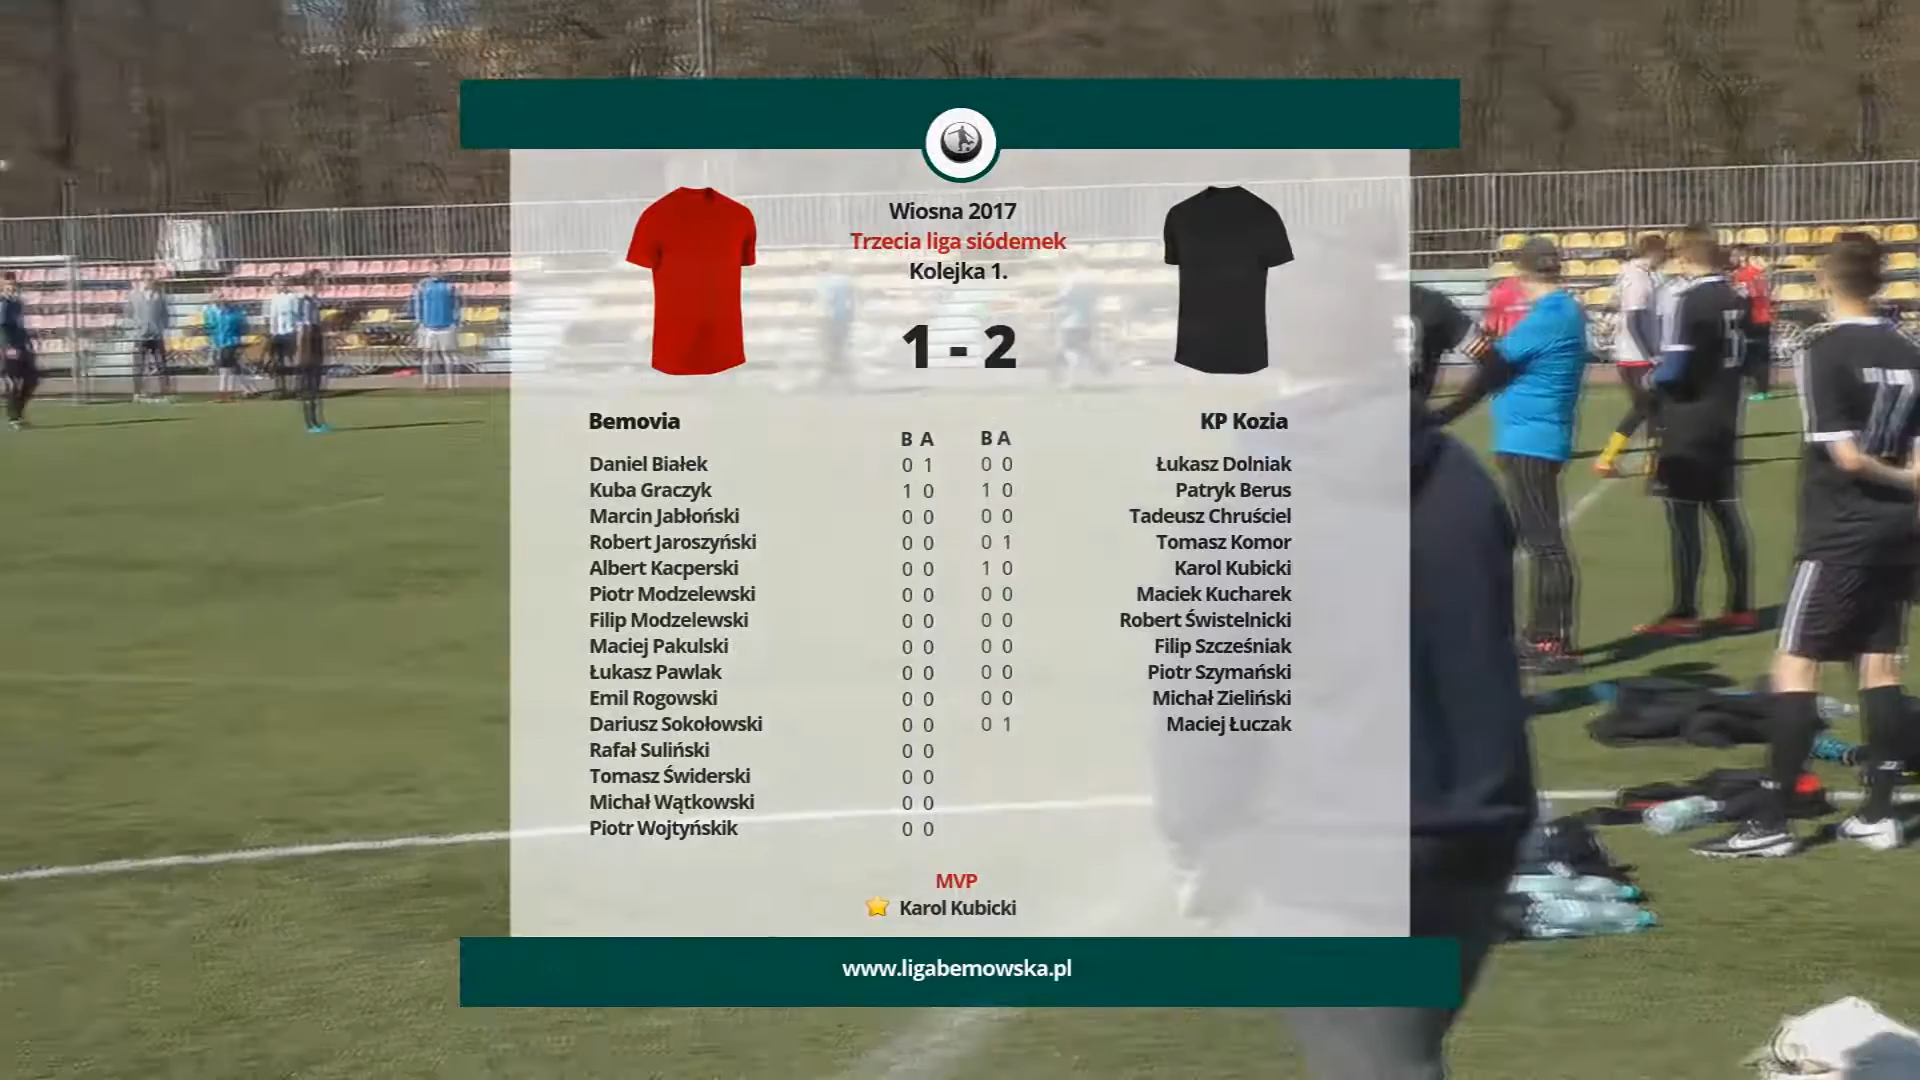 Wiosna 2017
Trzecia liga siódemek
Kolejka 1.
1 - 2
Bemovia B A B A KP Kozia
Daniel Białek 0 1 0 0 Łukasz Dolniak
Kuba Graczyk 1 0 1 0 Patryk Berus
Marcin Jabłoński 0 0 0 0 Tadeusz Chruściel
Robert Jaroszyński 0 0 0 1 Tomasz Komor
Albert Kacperski 0 0 1 0 Karol Kubicki
Piotr Modzelewski 0 0 0 0 Maciek Kucharek
Filip Modzelewski 0 0 0 0 Robert Świstelnicki
Maciej Pakulski 0 0 0 0 Filip Szcześniak
Łukasz Pawlak 0 0 0 0 Piotr Szymański
Emil Rogowski 0 0 0 0 Michał Zieliński
Dariusz Sokołowski 0 0 0 1 Maciej Łuczak
Rafał Suliński 0 0
Tomasz Świderski 0 0
Michał Wątkowski 0 0
Piotr Wojtyńskik 0 0
MVP
Karol Kubicki
www.ligabemowska.pl